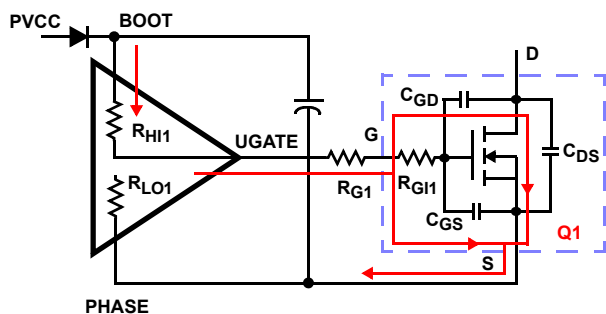 PVCC
BOOT
D
CGD
RHI1
UGATE
G
CDS
RLO1
RG1
RGI1
CGS
Q1
S
PHASE